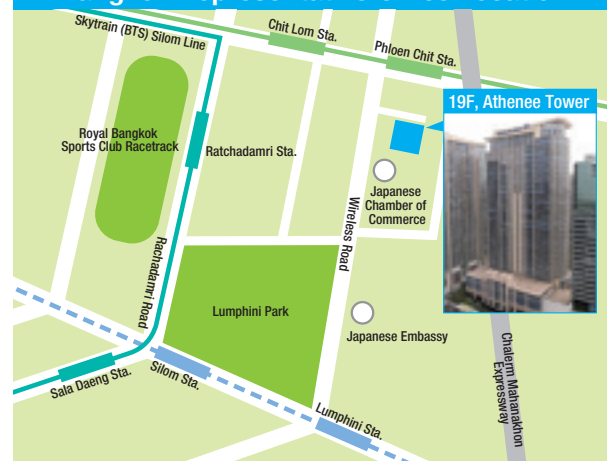 Skytrain (BTS) Silom Line
Chit Lom Sta.
Phloen Chit Sta.
19F, Athenee Tower
Royal Bangkok
Sports Club Racetrack
Ratchadamri Sta.
Japanese
Chamber of
Commerce
Wireless Road
Rachadamri Road
Lumphini Park
Japanese Embassy
Chalerm Mahanakhon
Expressway
Silom Sta.
Sala Daeng Sta.
Lumphini Sta.